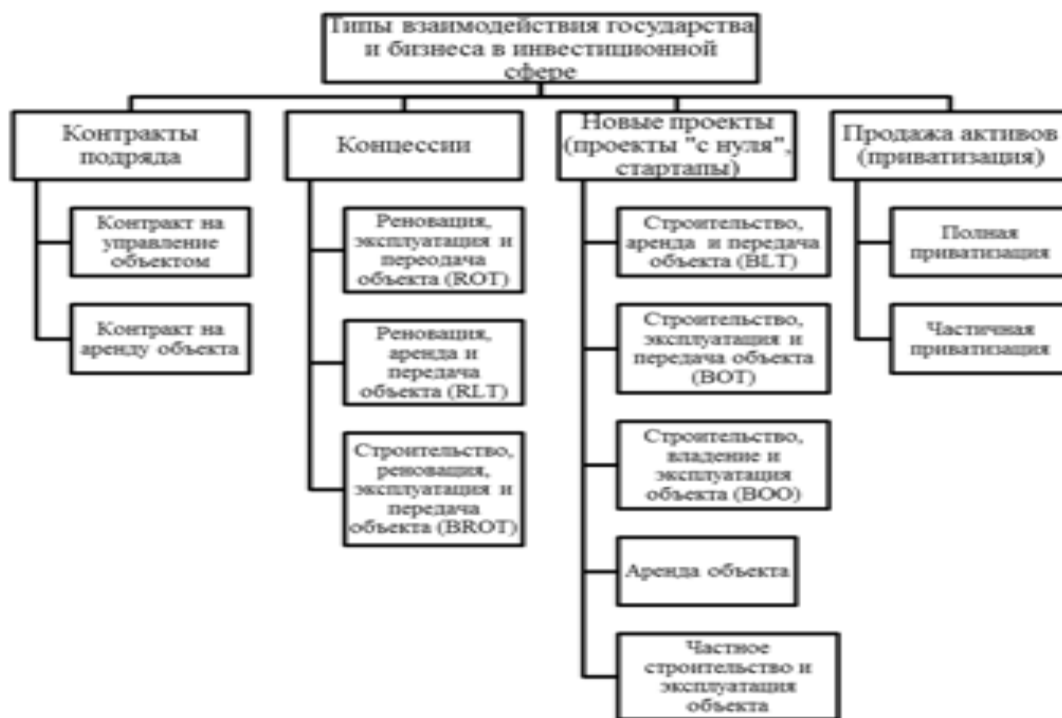 Типы взаимодействия государства
и бизнеса в инвестиционной
сфере
Контракты
подряда
Контракт на
управление
объектом
Контракт на
аренду объекта
Концессии
Реновация,
эксплуатация и
переодача
объекта (ROT)
Реновация,
аренда и
передача
объекта (RLT)
Строительство,
реновация,
эксплуатация и
передача
объекта (BROT)
Новые проекты
(проекты "с нуля",
стартапы)
Строительство,
аренда и передача
объекта (BLT)
Строительство,
эксплуатация и
передача объекта
(BOT)
Строительство,
владение и
эксплуатация
объекта (BOO)
Аренда объекта
Частное
строительство и
эксплуатация
объекта
Продажа активов
(приватизация)
Полная
приватизация
Частичная
приватизация